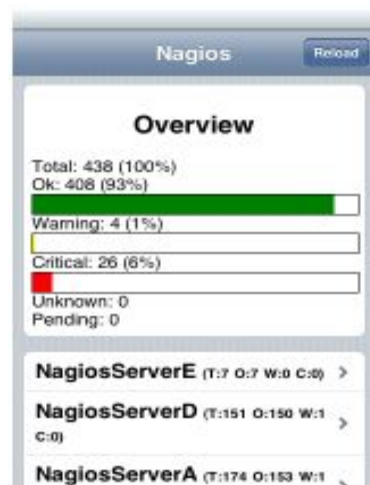 Nagios
Reload
Overview
Total: 438 (100%)
Ok: 408 (93%)
Warning: 4 (1%)
Critical: 26 (6%)
Unknown: 0
Pending: 0
NagiosServerE (T:7 O:7 W:0 C:0)
NagiosServerD (T:151 O:150 W:1
C:0)
NagiosServerA (T:174 O:153 W:1